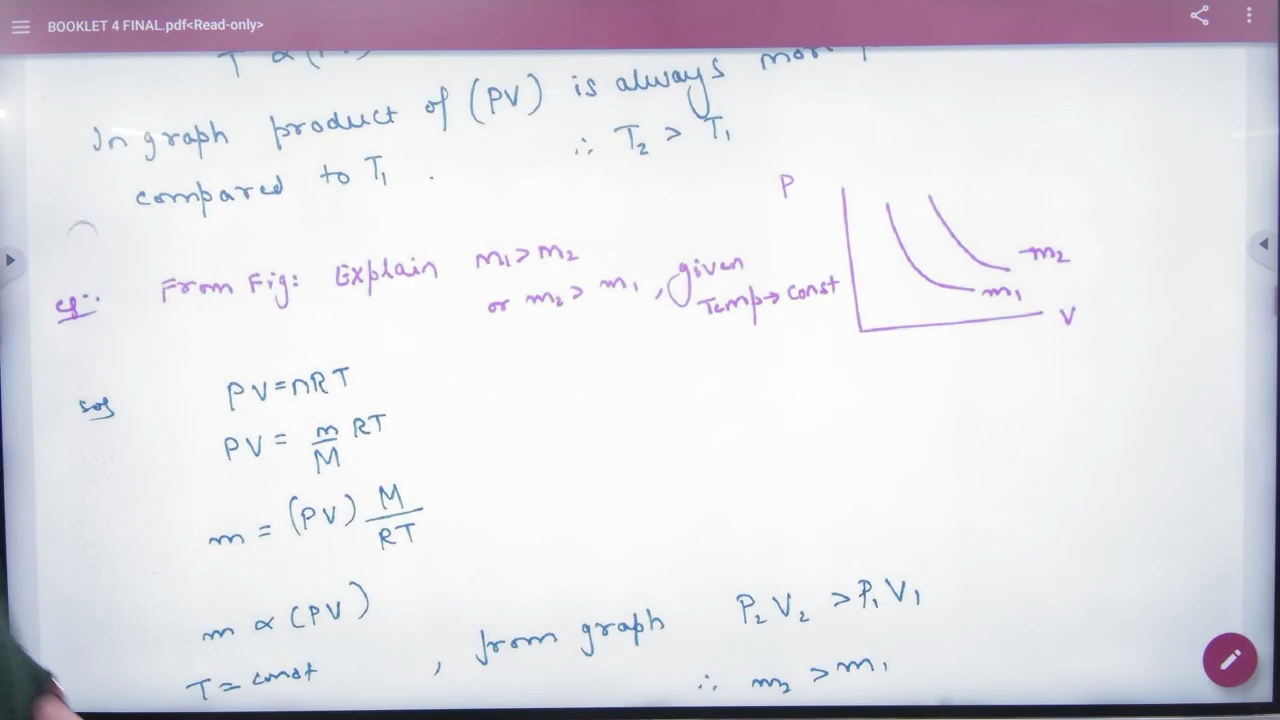 BOOKLET 4 FINAL.pdf<Read-only>
T ∝ (
In graph product of (PV) is always
compared to T₁ . ∴ T₂ > T₁
From Fig: Explain m₁ > m₂
or m₂ > m₁ , given
Temp → const
P
m₂
m₁
V
sol
PV = nRT
PV = m/M RT
m = (PV) M/RT
m ∝ (PV)
T = const , from graph P₂V₂ > P₁V₁
∴ m₂ > m₁